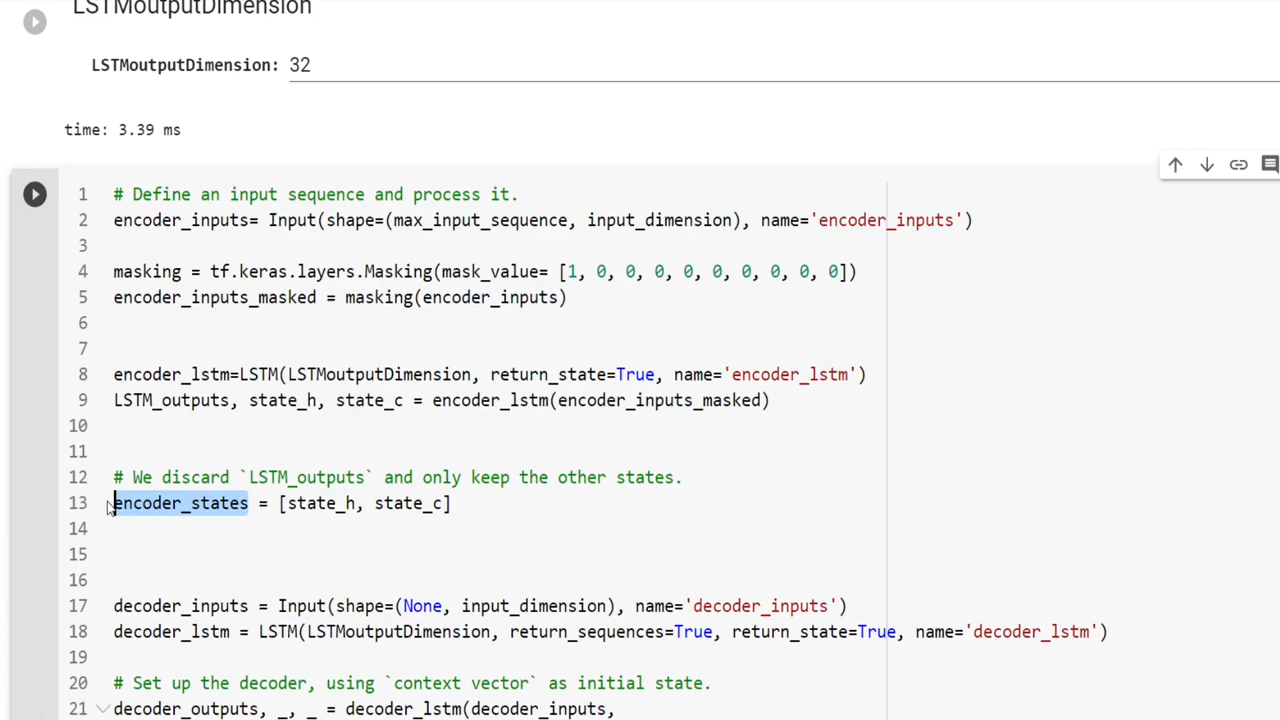 LSTMoutputDimension
LSTMoutputDimension: 32
time: 3.39 ms
1 # Define an input sequence and process it.
2 encoder_inputs= Input(shape=(max_input_sequence, input_dimension), name='encoder_inputs')
3
4 masking = tf.keras.layers.Masking(mask_value= [1, 0, 0, 0, 0, 0, 0, 0, 0, 0])
5 encoder_inputs_masked = masking(encoder_inputs)
6
7
8 encoder_lstm=LSTM(LSTMoutputDimension, return_state=True, name='encoder_lstm')
9 LSTM_outputs, state_h, state_c = encoder_lstm(encoder_inputs_masked)
10
11
12 # We discard `LSTM_outputs` and only keep the other states.
13 encoder_states = [state_h, state_c]
14
15
16
17 decoder_inputs = Input(shape=(None, input_dimension), name='decoder_inputs')
18 decoder_lstm = LSTM(LSTMoutputDimension, return_sequences=True, return_state=True, name='decoder_lstm')
19
20 # Set up the decoder, using `context vector` as initial state.
21 decoder_outputs, _, _ = decoder_lstm(decoder_inputs,